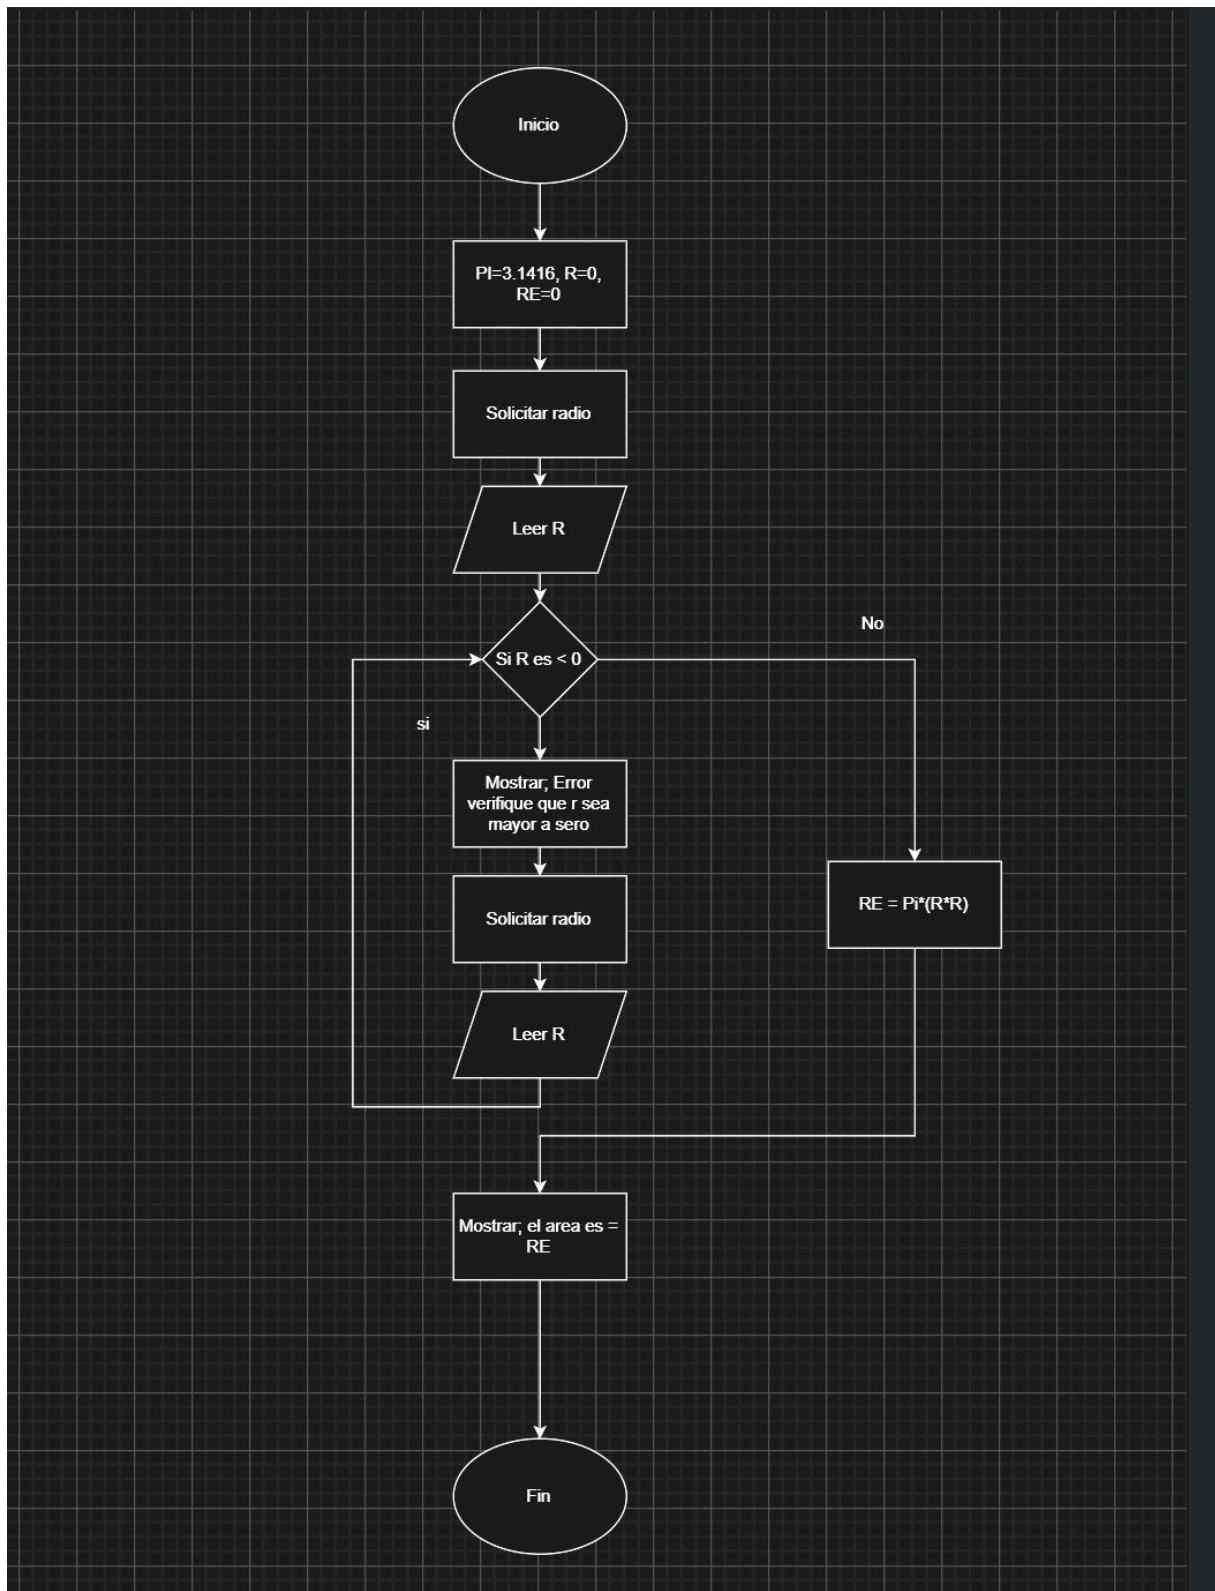 Inicio
PI=3.1416, R=0,
RE=0
Solicitar radio
Leer R
No
Si R es < 0
si
Mostrar; Error
verifique que r sea
mayor a sero
Solicitar radio
RE = Pi*(R*R)
Leer R
Mostrar; el area es =
RE
Fin